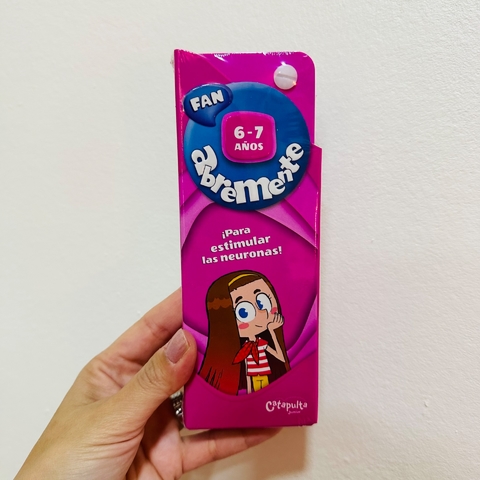 FAN
6-7
AÑOS
abremente
¡Para
estimular
las neuronas!
Catapulta